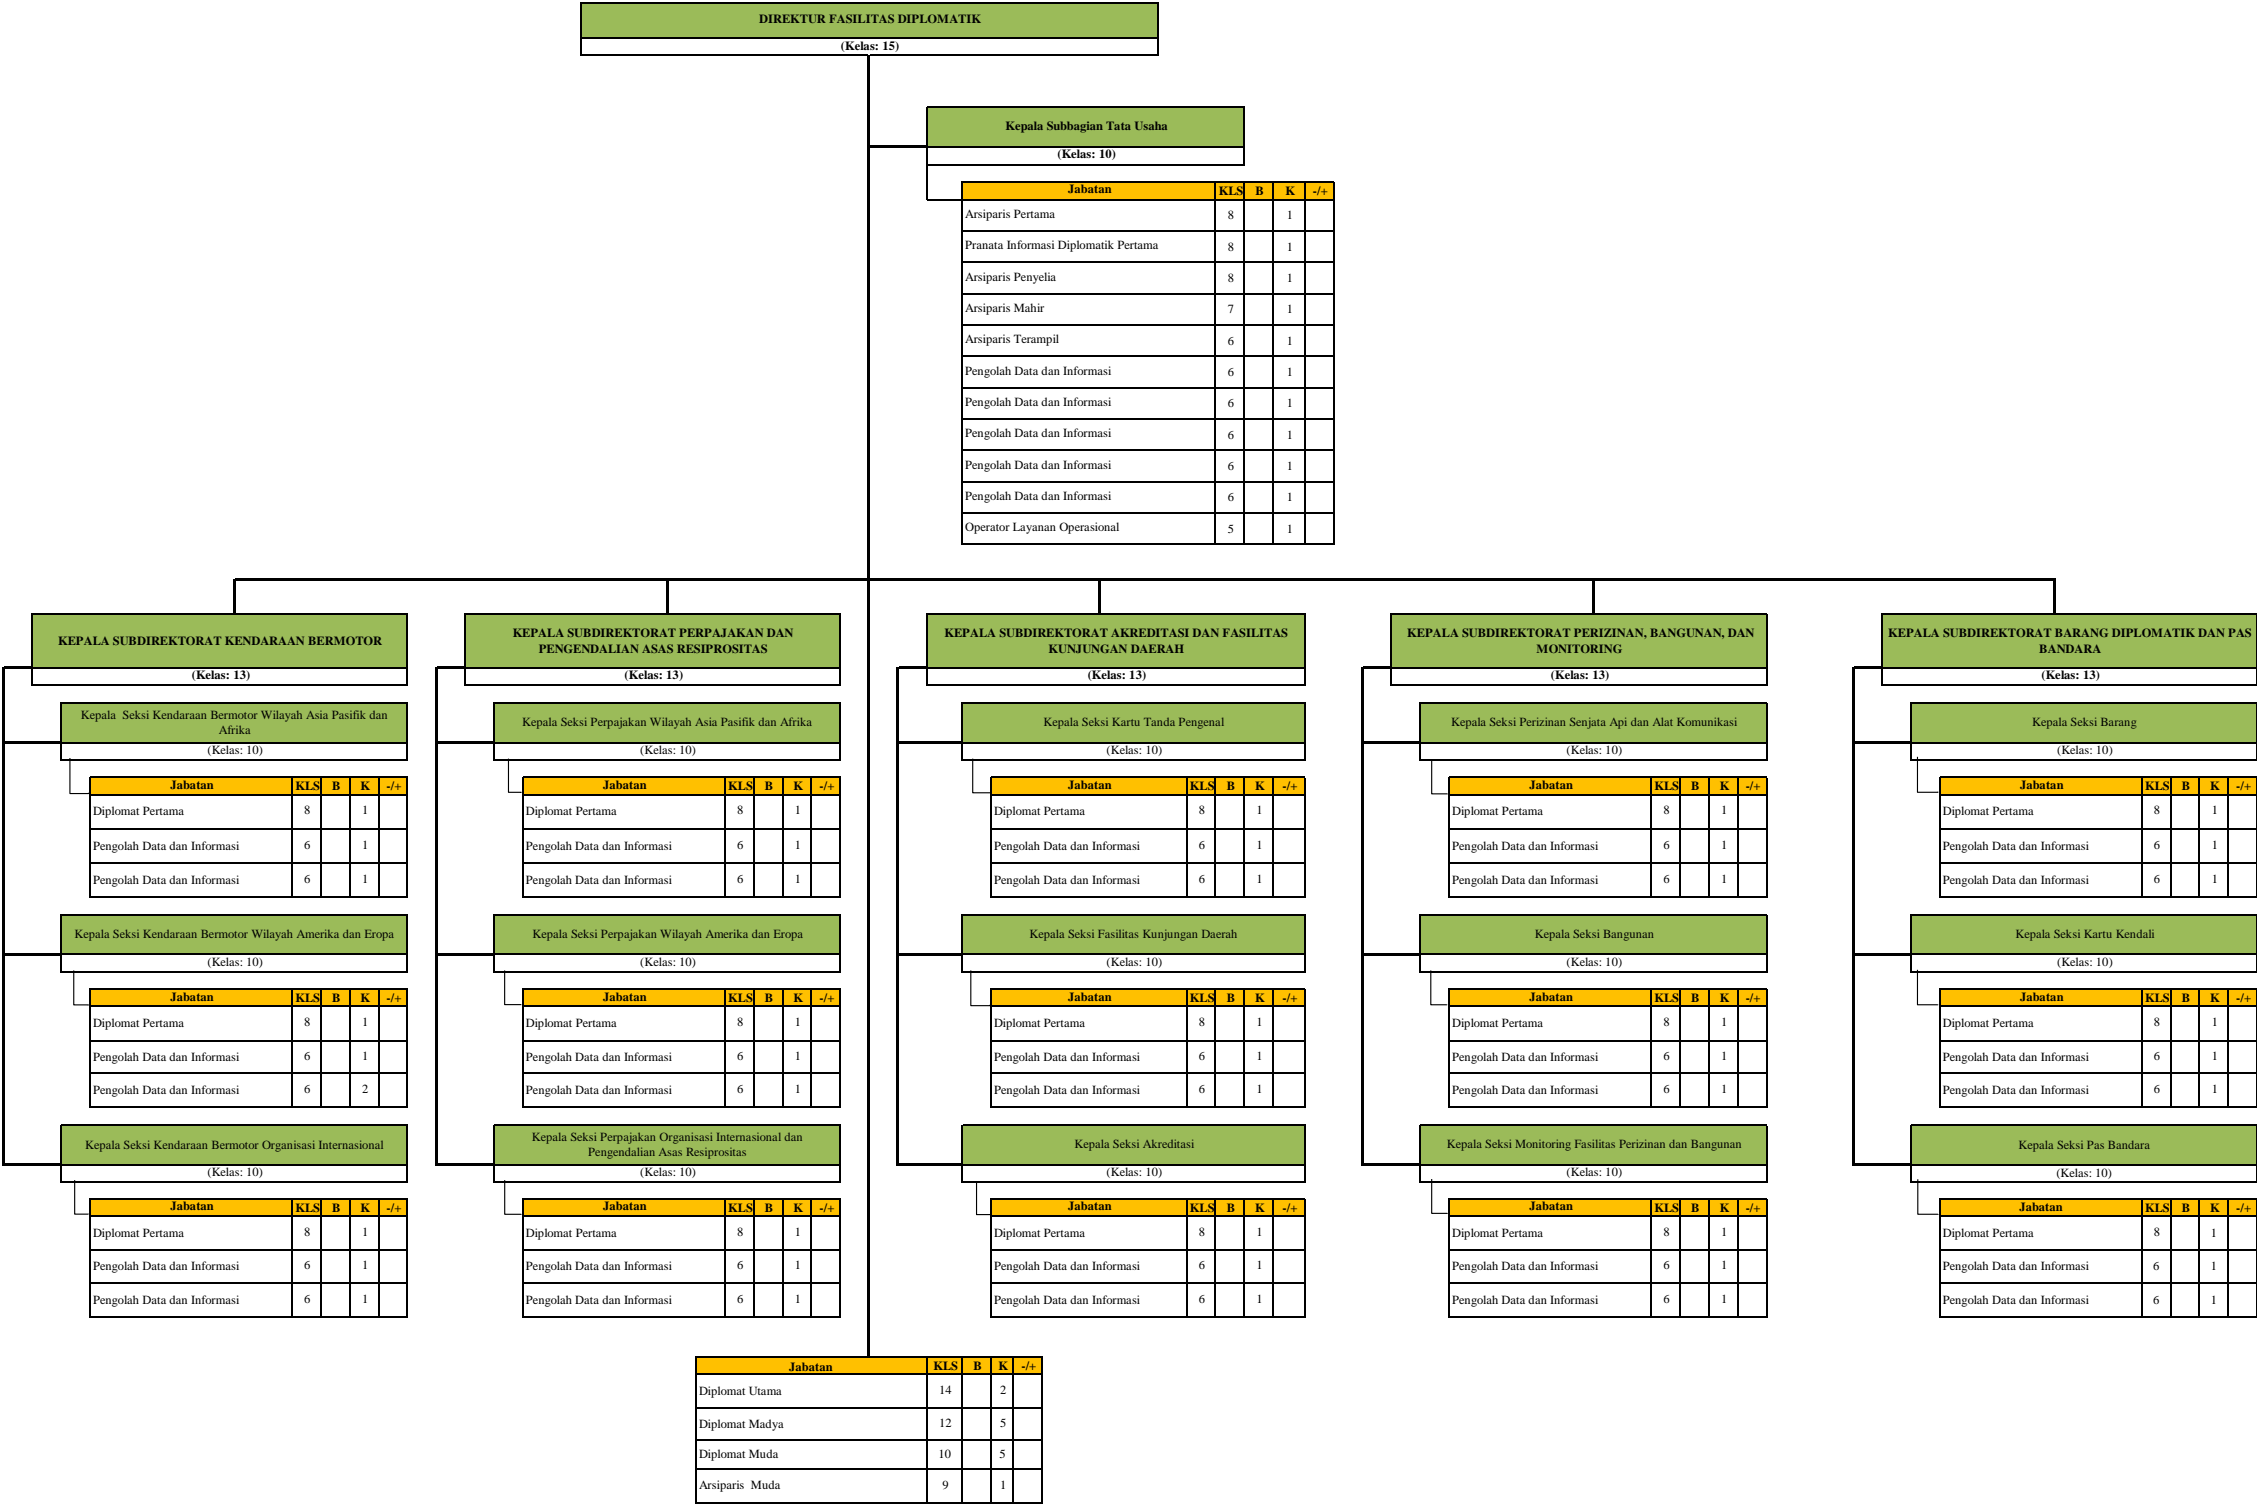 DIREKTUR FASILITAS DIPLOMATIK
(Kelas: 15)
Kepala Subbagian Tata Usaha
(Kelas: 10)
Jabatan KLS B K -/+
Arsiparis Pertama 8 1
Pranata Informasi Diplomatik Pertama 8 1
Arsiparis Penyelia 8 1
Arsiparis Mahir 7 1
Arsiparis Terampil 6 1
Pengolah Data dan Informasi 6 1
Pengolah Data dan Informasi 6 1
Pengolah Data dan Informasi 6 1
Pengolah Data dan Informasi 6 1
Pengolah Data dan Informasi 6 1
Operator Layanan Operasional 5 1
KEPALA SUBDIREKTORAT KENDARAAN BERMOTOR
(Kelas: 13)
Kepala  Seksi Kendaraan Bermotor Wilayah Asia Pasifik dan
Afrika
(Kelas: 10)
Jabatan KLS B K -/+
Diplomat Pertama 8 1
Pengolah Data dan Informasi 6 1
Pengolah Data dan Informasi 6 1
Kepala Seksi Kendaraan Bermotor Wilayah Amerika dan Eropa
(Kelas: 10)
Jabatan KLS B K -/+
Diplomat Pertama 8 1
Pengolah Data dan Informasi 6 1
Pengolah Data dan Informasi 6 2
Kepala Seksi Kendaraan Bermotor Organisasi Internasional
(Kelas: 10)
Jabatan KLS B K -/+
Diplomat Pertama 8 1
Pengolah Data dan Informasi 6 1
Pengolah Data dan Informasi 6 1
KEPALA SUBDIREKTORAT PERPAJAKAN DAN
PENGENDALIAN ASAS RESIPROSITAS
(Kelas: 13)
Kepala Seksi Perpajakan Wilayah Asia Pasifik dan Afrika
(Kelas: 10)
Jabatan KLS B K -/+
Diplomat Pertama 8 1
Pengolah Data dan Informasi 6 1
Pengolah Data dan Informasi 6 1
Kepala Seksi Perpajakan Wilayah Amerika dan Eropa
(Kelas: 10)
Jabatan KLS B K -/+
Diplomat Pertama 8 1
Pengolah Data dan Informasi 6 1
Pengolah Data dan Informasi 6 1
Kepala Seksi Perpajakan Organisasi Internasional dan
Pengendalian Asas Resiprositas
(Kelas: 10)
Jabatan KLS B K -/+
Diplomat Pertama 8 1
Pengolah Data dan Informasi 6 1
Pengolah Data dan Informasi 6 1
KEPALA SUBDIREKTORAT AKREDITASI DAN FASILITAS
KUNJUNGAN DAERAH
(Kelas: 13)
Kepala Seksi Kartu Tanda Pengenal
(Kelas: 10)
Jabatan KLS B K -/+
Diplomat Pertama 8 1
Pengolah Data dan Informasi 6 1
Pengolah Data dan Informasi 6 1
Kepala Seksi Fasilitas Kunjungan Daerah
(Kelas: 10)
Jabatan KLS B K -/+
Diplomat Pertama 8 1
Pengolah Data dan Informasi 6 1
Pengolah Data dan Informasi 6 1
Kepala Seksi Akreditasi
(Kelas: 10)
Jabatan KLS B K -/+
Diplomat Pertama 8 1
Pengolah Data dan Informasi 6 1
Pengolah Data dan Informasi 6 1
KEPALA SUBDIREKTORAT PERIZINAN, BANGUNAN, DAN
MONITORING
(Kelas: 13)
Kepala Seksi Perizinan Senjata Api dan Alat Komunikasi
(Kelas: 10)
Jabatan KLS B K -/+
Diplomat Pertama 8 1
Pengolah Data dan Informasi 6 1
Pengolah Data dan Informasi 6 1
Kepala Seksi Bangunan
(Kelas: 10)
Jabatan KLS B K -/+
Diplomat Pertama 8 1
Pengolah Data dan Informasi 6 1
Pengolah Data dan Informasi 6 1
Kepala Seksi Monitoring Fasilitas Perizinan dan Bangunan
(Kelas: 10)
Jabatan KLS B K -/+
Diplomat Pertama 8 1
Pengolah Data dan Informasi 6 1
Pengolah Data dan Informasi 6 1
KEPALA SUBDIREKTORAT BARANG DIPLOMATIK DAN PAS
BANDARA
(Kelas: 13)
Kepala Seksi Barang
(Kelas: 10)
Jabatan KLS B K -/+
Diplomat Pertama 8 1
Pengolah Data dan Informasi 6 1
Pengolah Data dan Informasi 6 1
Kepala Seksi Kartu Kendali
(Kelas: 10)
Jabatan KLS B K -/+
Diplomat Pertama 8 1
Pengolah Data dan Informasi 6 1
Pengolah Data dan Informasi 6 1
Kepala Seksi Pas Bandara
(Kelas: 10)
Jabatan KLS B K -/+
Diplomat Pertama 8 1
Pengolah Data dan Informasi 6 1
Pengolah Data dan Informasi 6 1
Jabatan KLS B K -/+
Diplomat Utama 14 2
Diplomat Madya 12 5
Diplomat Muda 10 5
Arsiparis  Muda 9 1